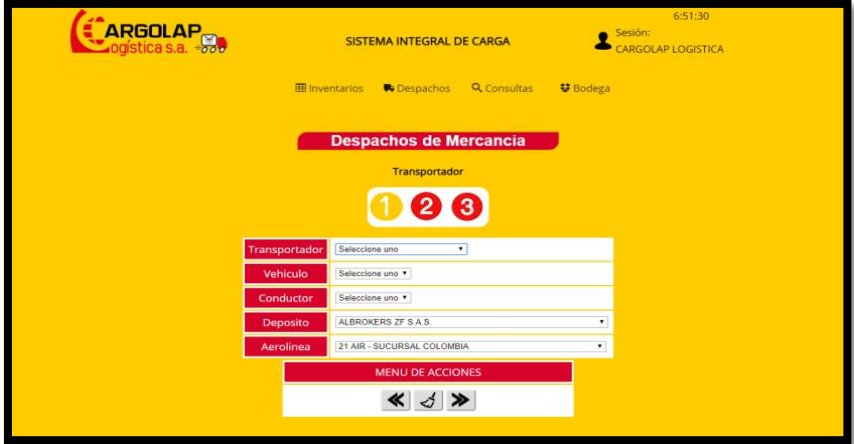 6:51:30
CARGOLAP
Logística s.a.
SISTEMA INTEGRAL DE CARGA
Sesión:
CARGOLAP LOGISTICA
Inventarios Despachos Consultas Bodega
Despachos de Mercancia
Transportador
1 2 3
Transportador Seleccione uno
Vehiculo Seleccione uno
Conductor Seleccione uno
Deposito ALBROKERS ZF S.A.S.
Aerolinea 21 AIR - SUCURSAL COLOMBIA
MENU DE ACCIONES